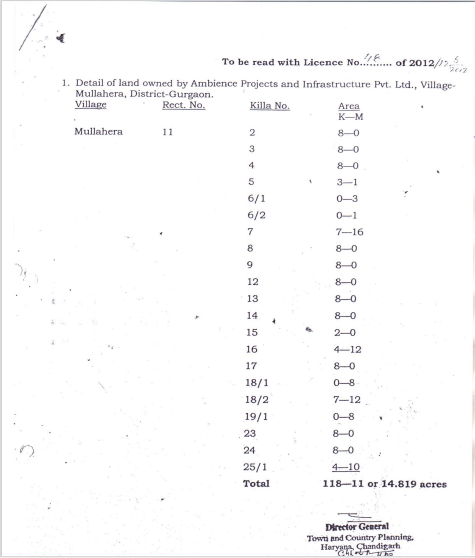 To be read with Licence No...48... of 2012/12.5.2012
1. Detail of land owned by Ambience Projects and Infrastructure Pvt. Ltd., Village-
Mullahera, District-Gurgaon.
Village Rect. No. Killa No. Area
K—M
Mullahera 11 2 8—0
3 8—0
4 8—0
5 3—1
6/1 0—3
6/2 0—1
7 7—16
8 8—0
9 8—0
12 8—0
13 8—0
14 8—0
15 2—0
16 4—12
17 8—0
18/1 0—8
18/2 7—12
19/1 0—8
23 8—0
24 8—0
25/1 4—10
Total 118—11 or 14.819 acres
Director General
Town and Country Planning,
Haryana, Chandigarh